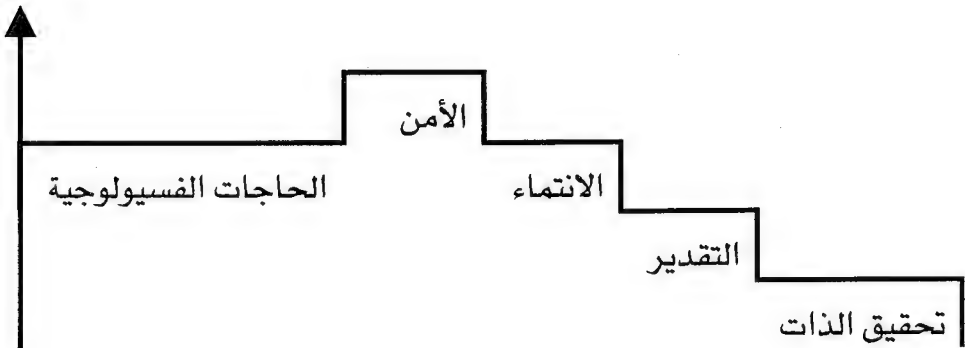 الأمن
الحاجات الفسيولوجية
الانتماء
التقدير
تحقيق الذات